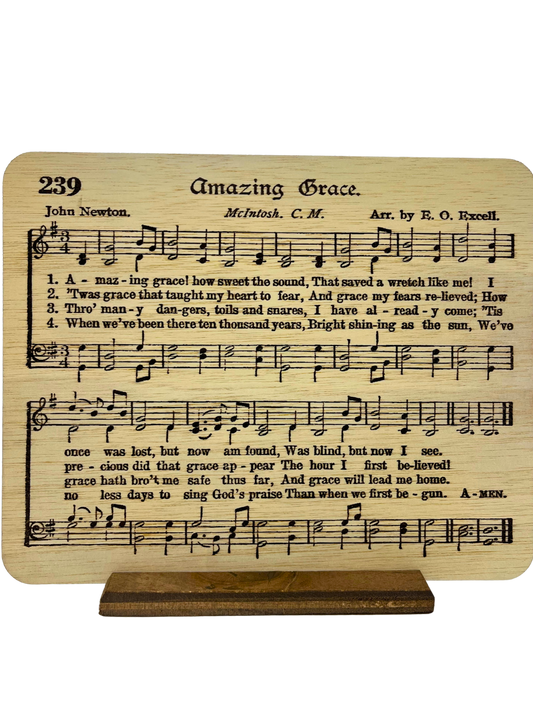 239
Amazing Grace.
John Newton. McIntosh. C. M. Arr. by E. O. Excell.
1. A - maz - ing grace! how sweet the sound, That saved a wretch like me! I
2. 'Twas grace that taught my heart to fear, And grace my fears re-lieved; How
3. Thro' man - y dan-gers, toils and snares, I have al - read - y come; 'Tis
4. When we've been there ten thousand years, Bright shin-ing as the sun, We've
once was lost, but now am found, Was blind, but now I see.
pre - cious did that grace ap - pear The hour I first be-lieved!
grace hath bro't me safe thus far, And grace will lead me home.
no less days to sing God's praise Than when we first be - gun. A-MEN.